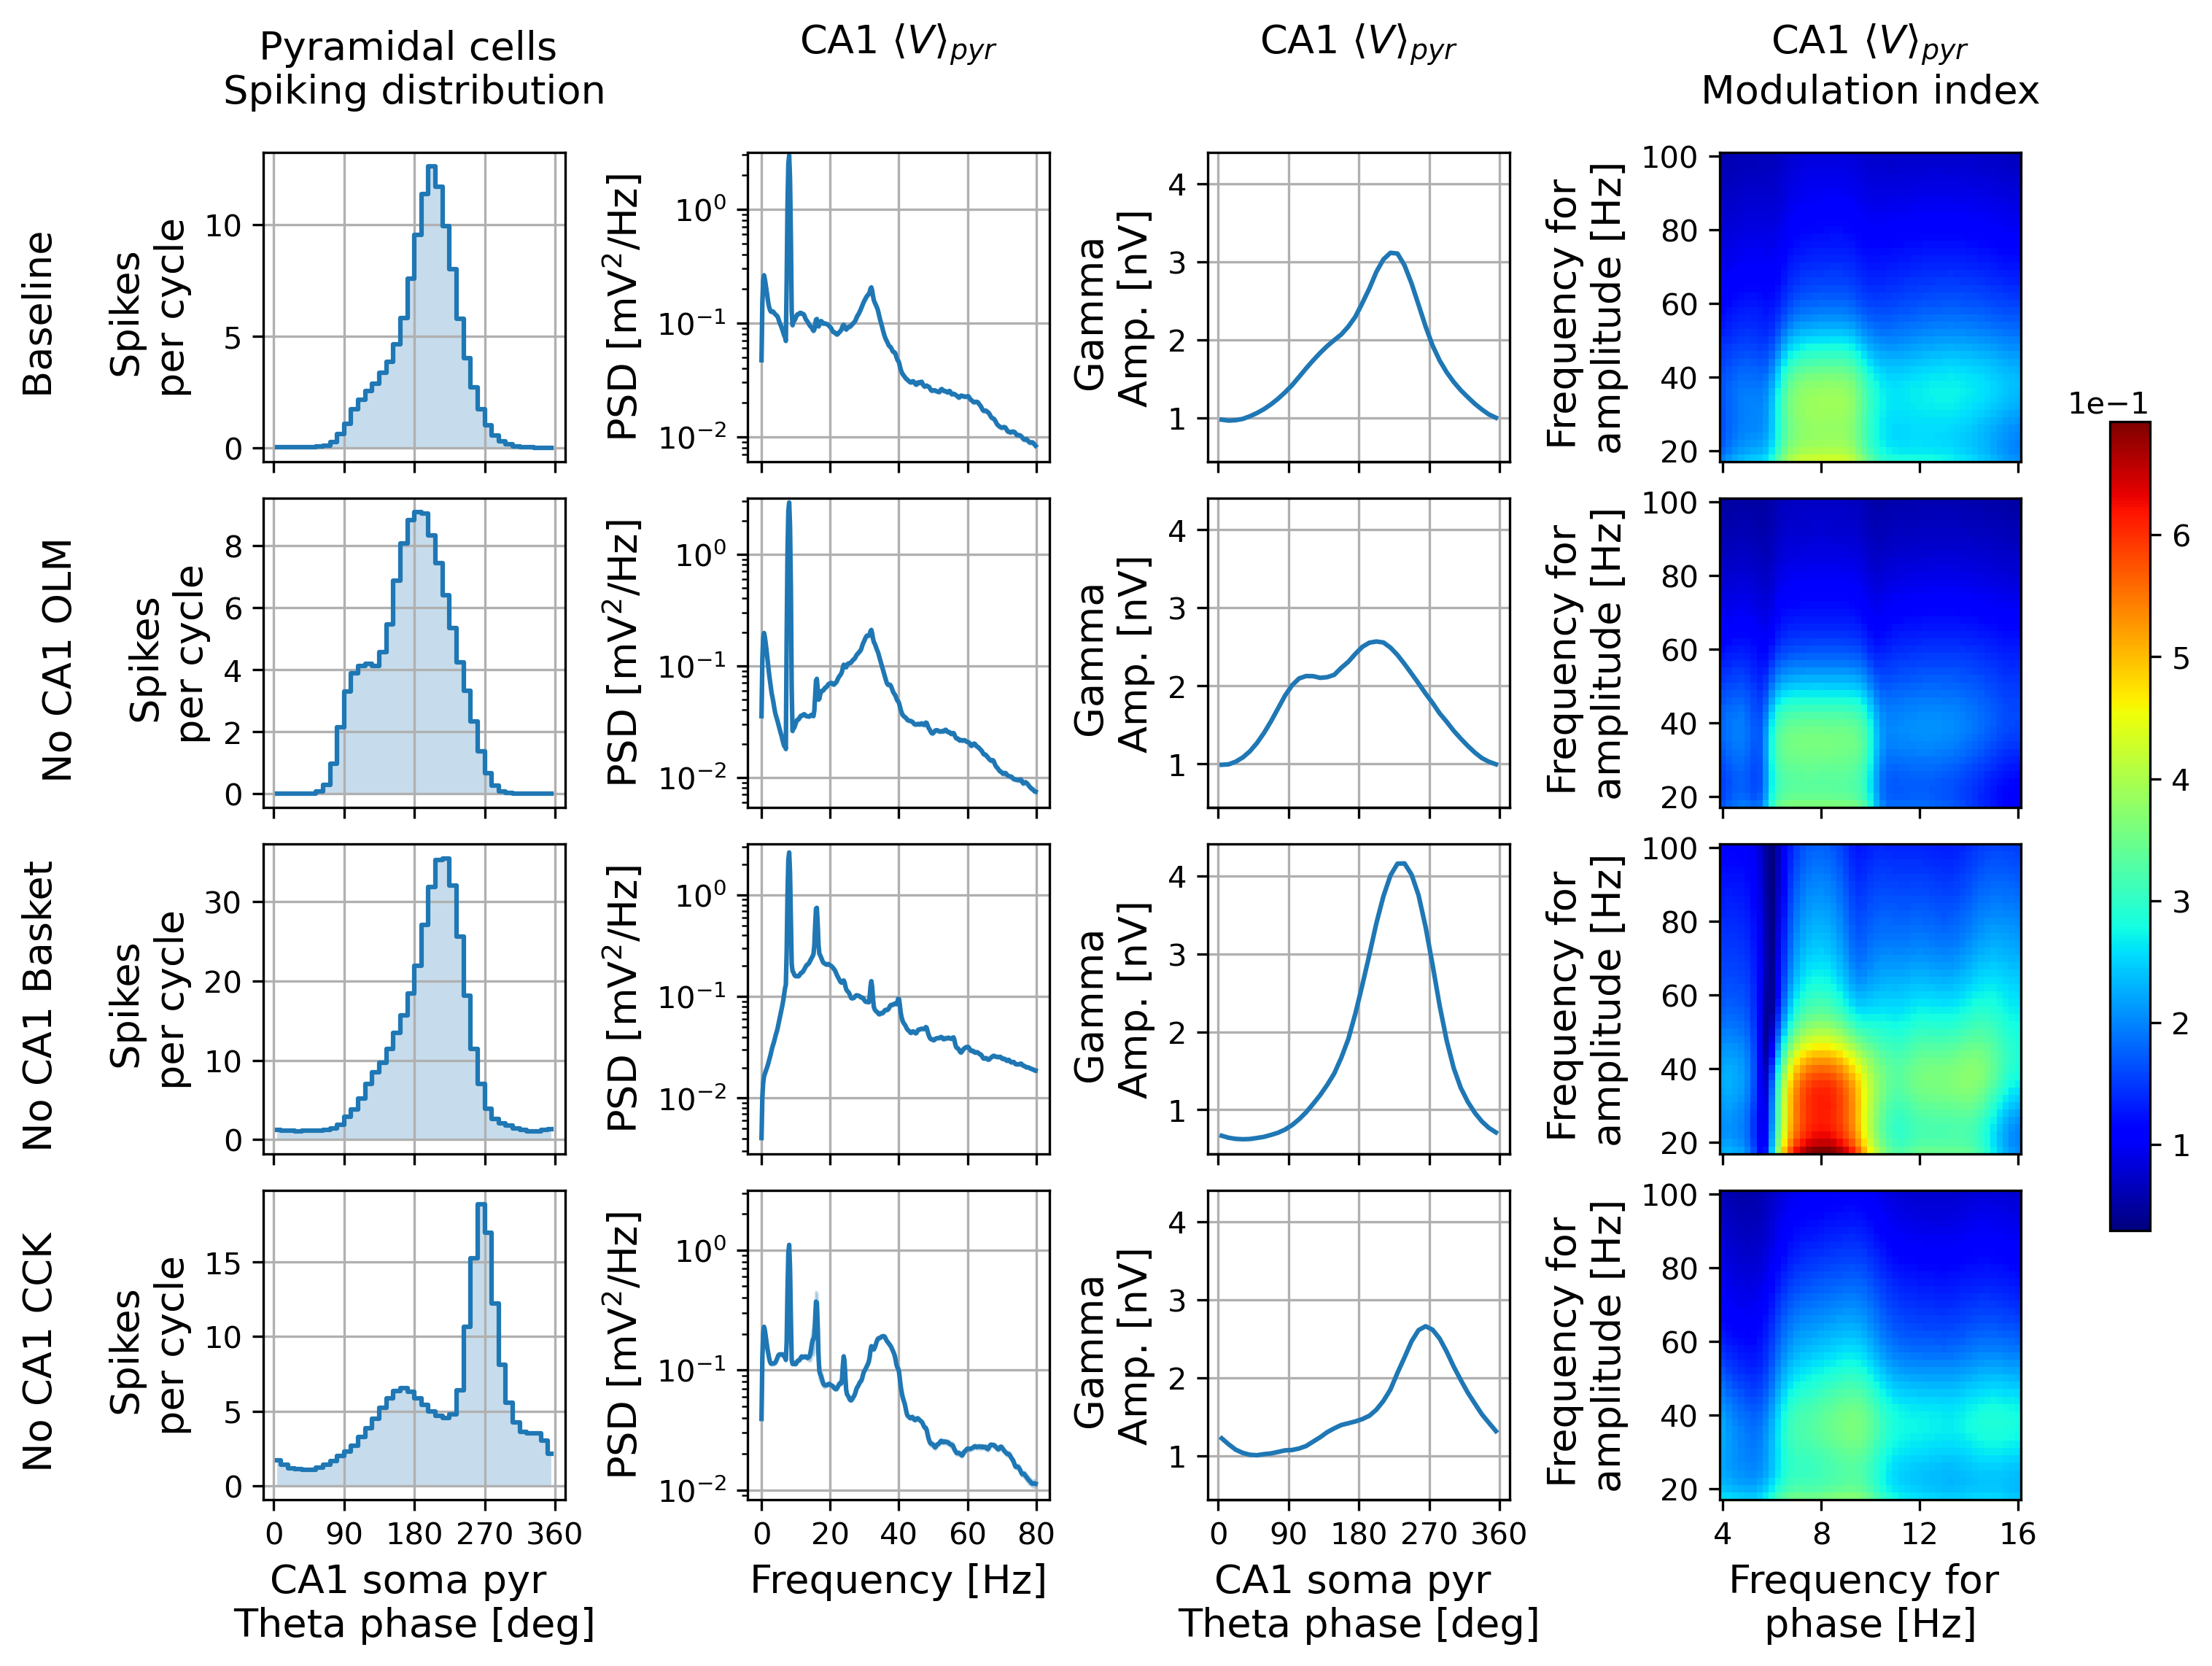 Pyramidal cells
Spiking distribution
CA1 ⟨V⟩pyr
CA1 ⟨V⟩pyr
CA1 ⟨V⟩pyr
Modulation index
Baseline
Spikes
per cycle
10
5
0
PSD [mV²/Hz]
10⁰
10⁻¹
10⁻²
Gamma
Amp. [nV]
4
3
2
1
Frequency for
amplitude [Hz]
100
80
60
40
20
No CA1 OLM
Spikes
per cycle
8
6
4
2
0
PSD [mV²/Hz]
10⁰
10⁻¹
10⁻²
Gamma
Amp. [nV]
4
3
2
1
Frequency for
amplitude [Hz]
100
80
60
40
20
No CA1 Basket
Spikes
per cycle
30
20
10
0
PSD [mV²/Hz]
10⁰
10⁻¹
10⁻²
Gamma
Amp. [nV]
4
3
2
1
Frequency for
amplitude [Hz]
100
80
60
40
20
No CA1 CCK
Spikes
per cycle
15
10
5
0
PSD [mV²/Hz]
10⁰
10⁻¹
10⁻²
Gamma
Amp. [nV]
4
3
2
1
Frequency for
amplitude [Hz]
100
80
60
40
20
0 90 180 270 360
CA1 soma pyr
Theta phase [deg]
0 20 40 60 80
Frequency [Hz]
0 90 180 270 360
CA1 soma pyr
Theta phase [deg]
4 8 12 16
Frequency for
phase [Hz]
1e−1
6
5
4
3
2
1